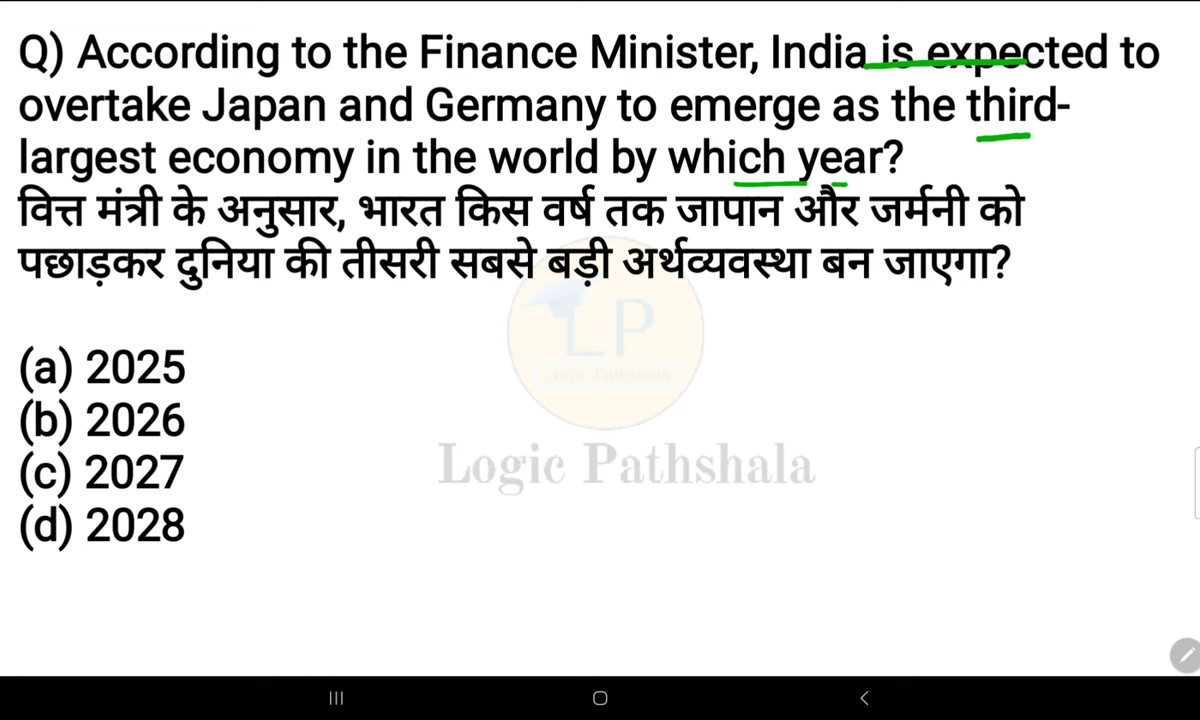 Q) According to the Finance Minister, India is expected to
overtake Japan and Germany to emerge as the third-
largest economy in the world by which year?
वित्त मंत्री के अनुसार, भारत किस वर्ष तक जापान और जर्मनी को
पछाड़कर दुनिया की तीसरी सबसे बड़ी अर्थव्यवस्था बन जाएगा?
(a) 2025
(b) 2026
(c) 2027
(d) 2028
LP
Logic Pathshala
Logic Pathshala